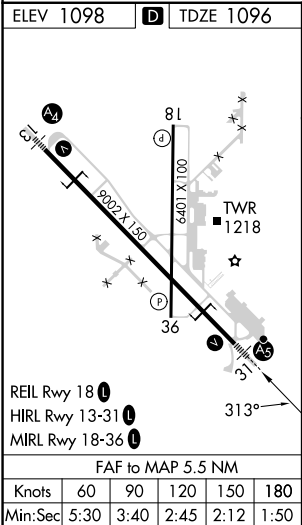 ELEV 1098 D TDZE 1096
A4
13
V
18
P
9002 X 150
6401 X 100
TWR
1218
P
36
V
A5
31
313°
REIL Rwy 18 L
HIRL Rwy 13-31 L
MIRL Rwy 18-36 L
FAF to MAP 5.5 NM
Knots 60 90 120 150 180
Min:Sec 5:30 3:40 2:45 2:12 1:50